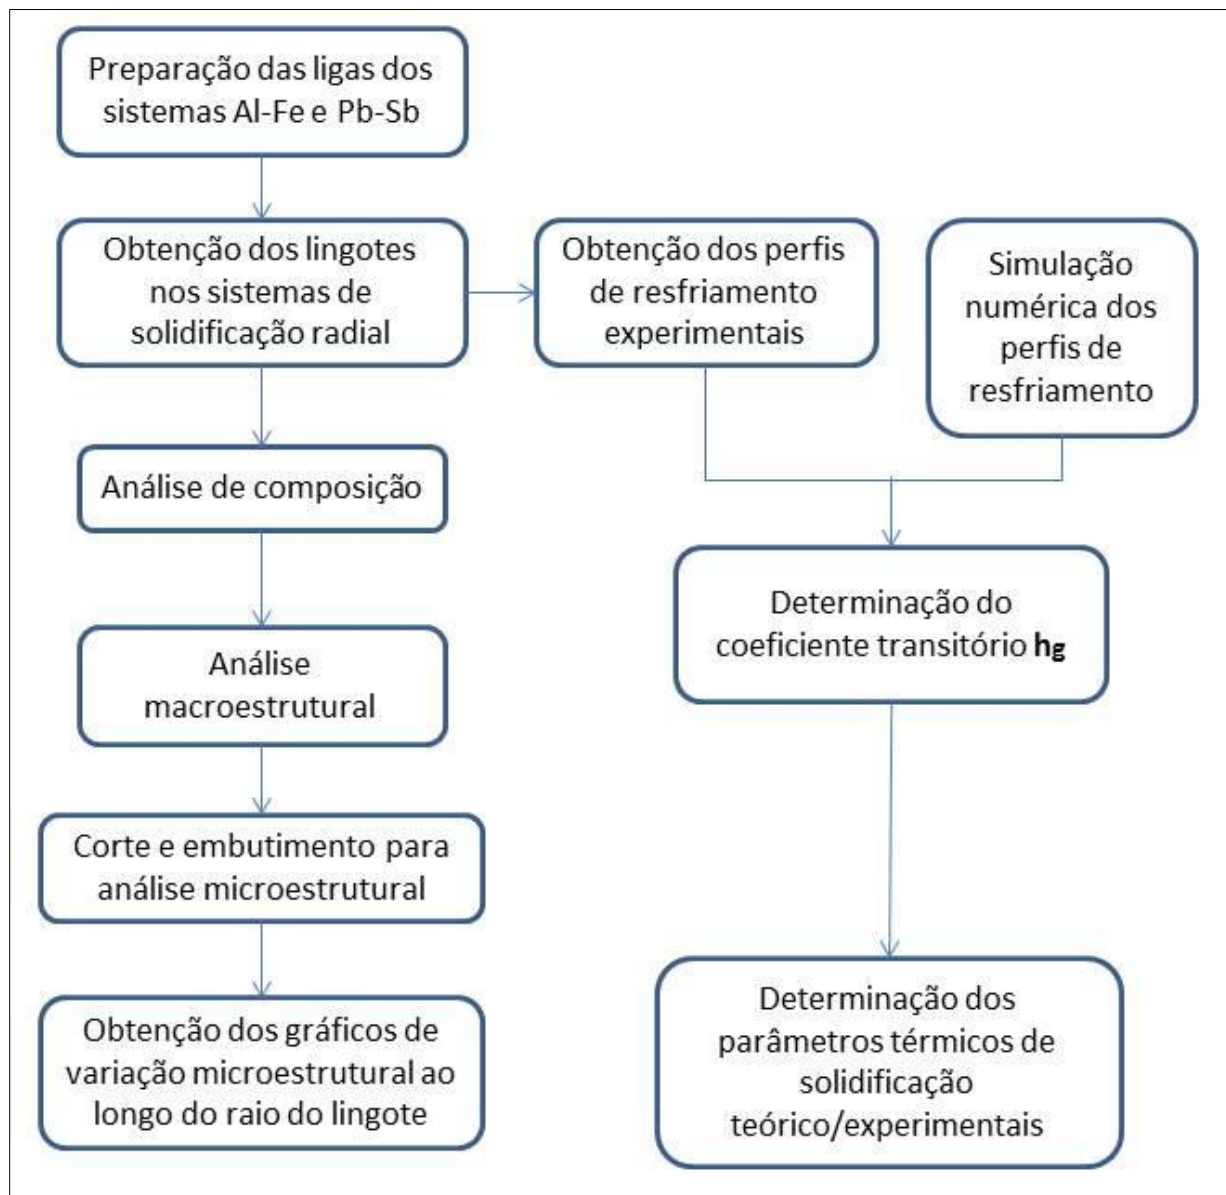 Preparação das ligas dos
sistemas Al-Fe e Pb-Sb
Obtenção dos lingotes
nos sistemas de
solidificação radial
Obtenção dos perfis
de resfriamento
experimentais
Simulação
numérica dos
perfis de
resfriamento
Análise de composição
Determinação do
coeficiente transitório hg
Análise
macroestrutural
Corte e embutimento para
análise microestrutural
Obtenção dos gráficos de
variação microestrutural ao
longo do raio do lingote
Determinação dos
parâmetros térmicos de
solidificação
teórico/experimentais